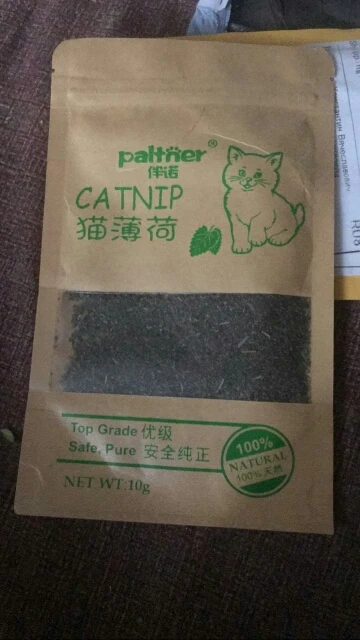 paltner®
伴诺
CATNIP
猫薄荷
Top Grade 优级
Safe, Pure 安全纯正
NET WT:10g
100%
NATURAL
100%天然